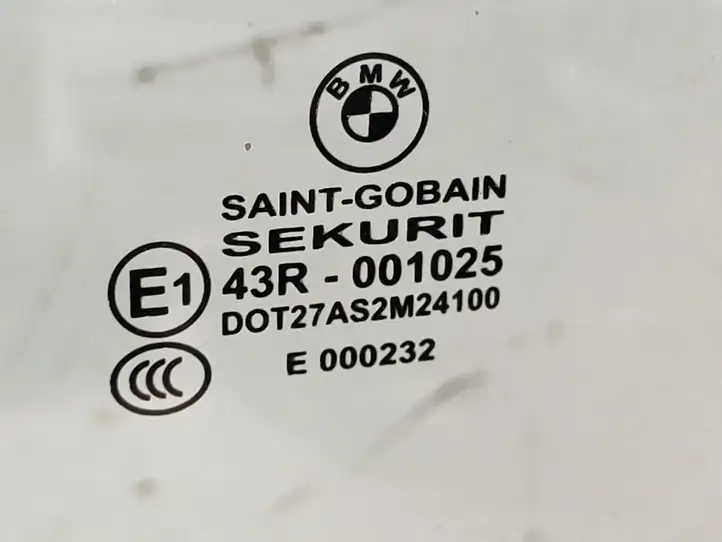 BMW
SAINT-GOBAIN
SEKURIT
E1 43R - 001025
DOT27AS2M24100
CCC E 000232